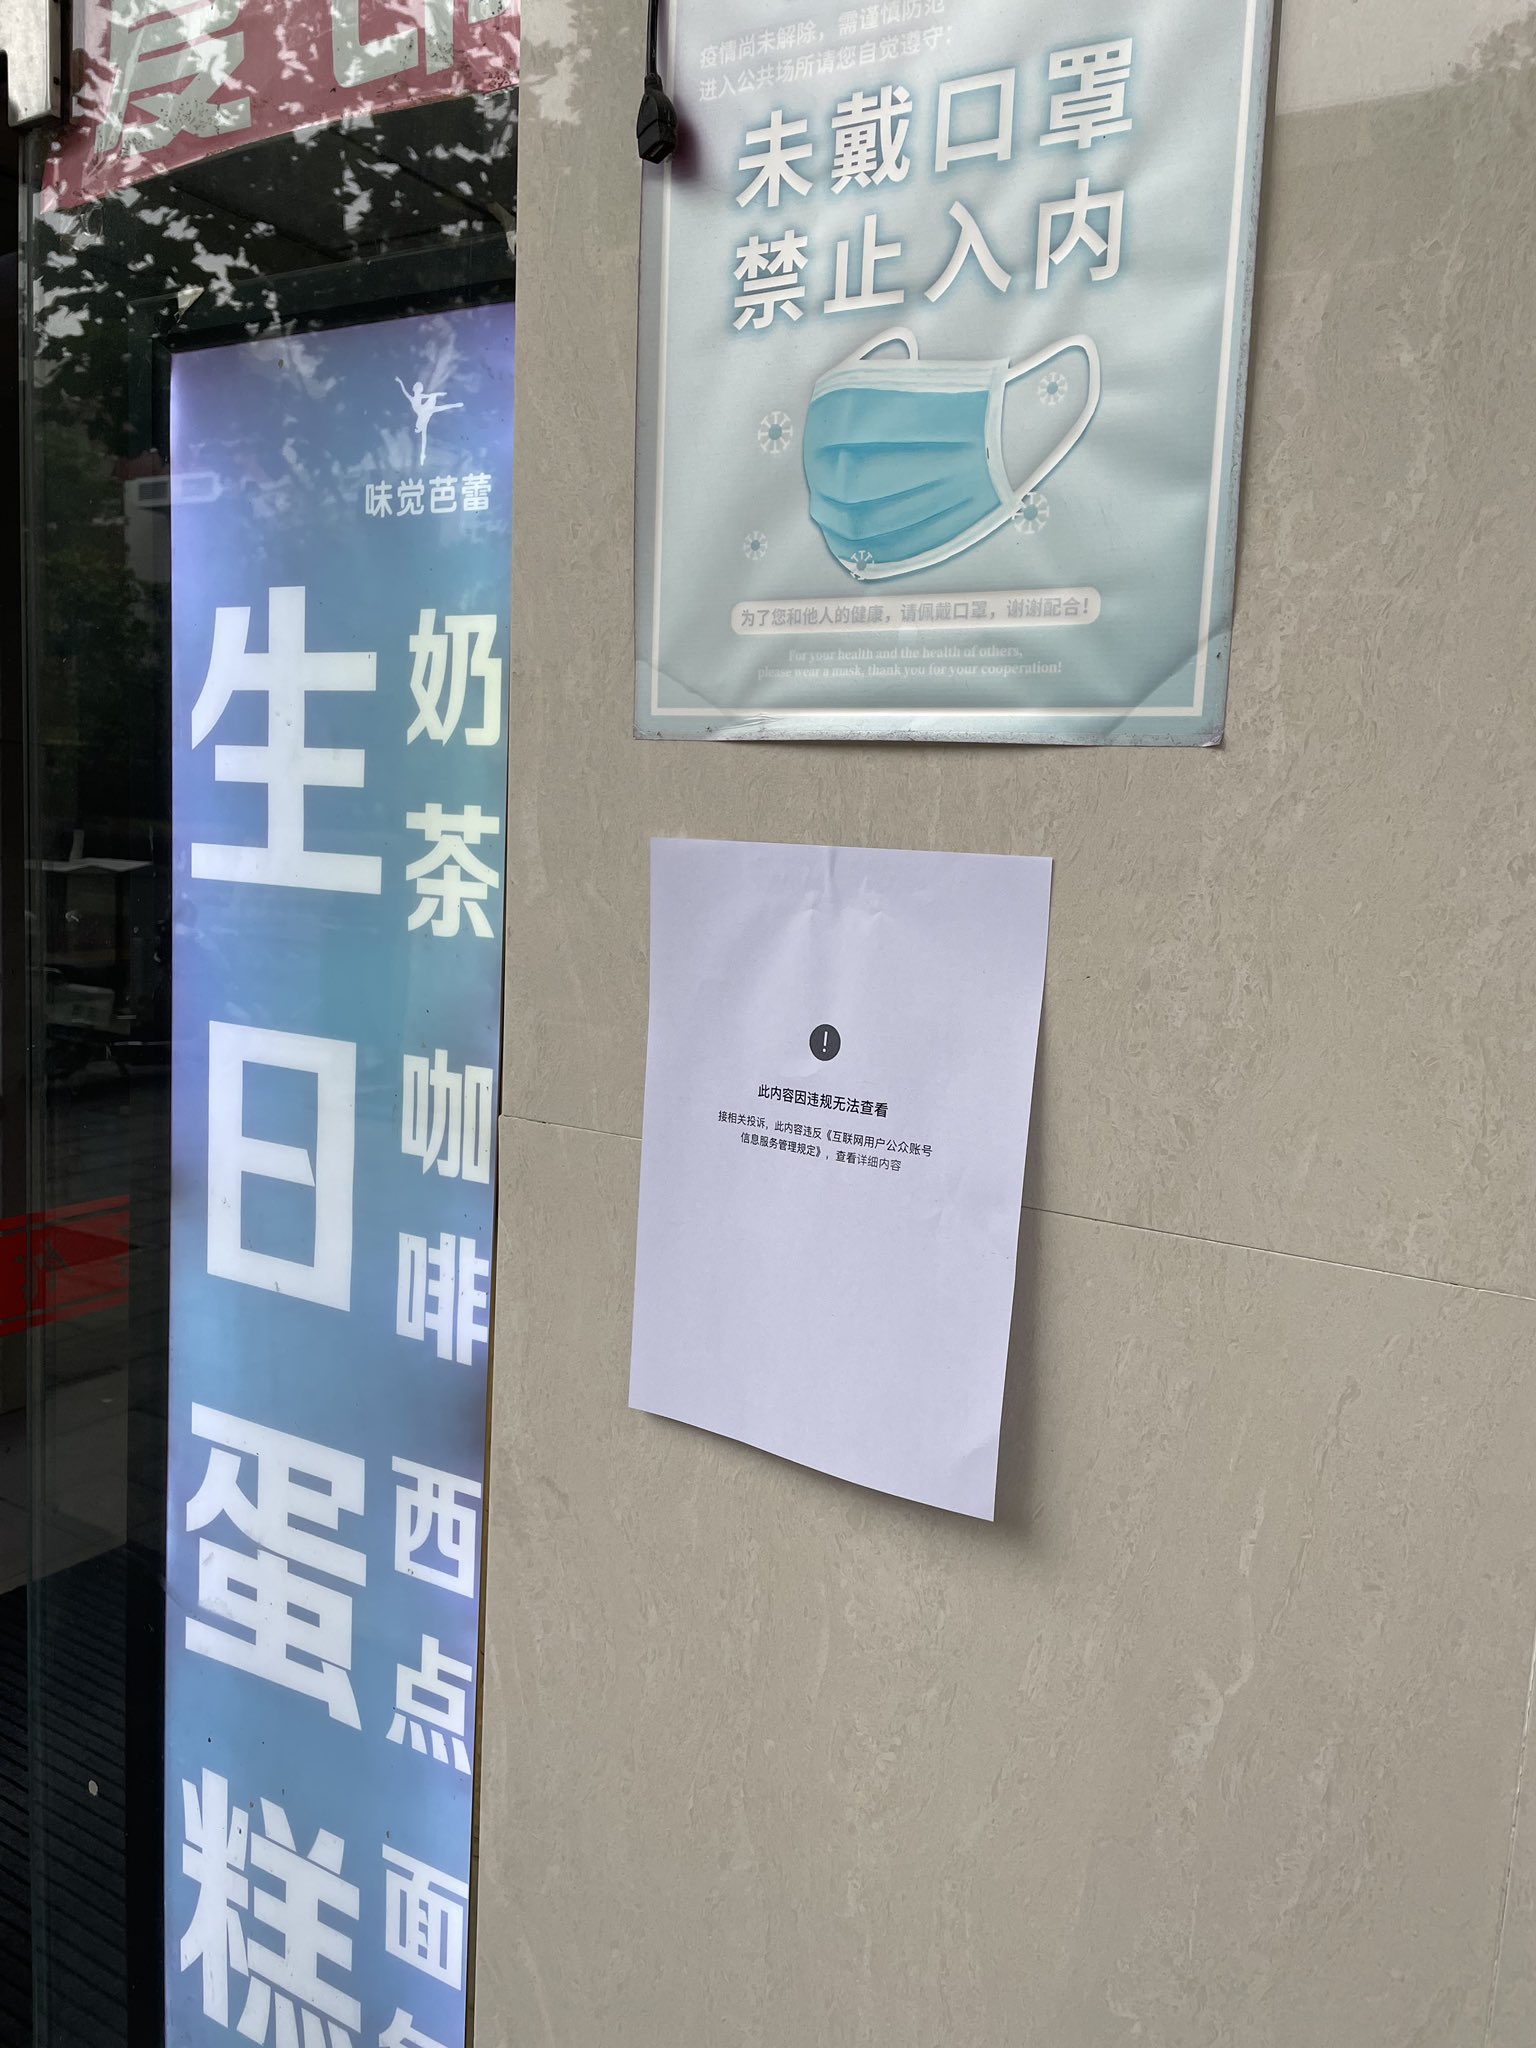 味觉芭蕾
生日蛋糕
奶茶
咖啡
西点
面
疫情尚未解除，需谨慎防范
进入公共场所请您自觉遵守：
未戴口罩
禁止入内
为了您和他人的健康，请佩戴口罩，谢谢配合！
For your health and the health of others,
please wear a mask, thank you for your cooperation!
!
此内容因违规无法查看
接相关投诉，此内容违反《互联网用户公众账号
信息服务管理规定》，查看详细内容